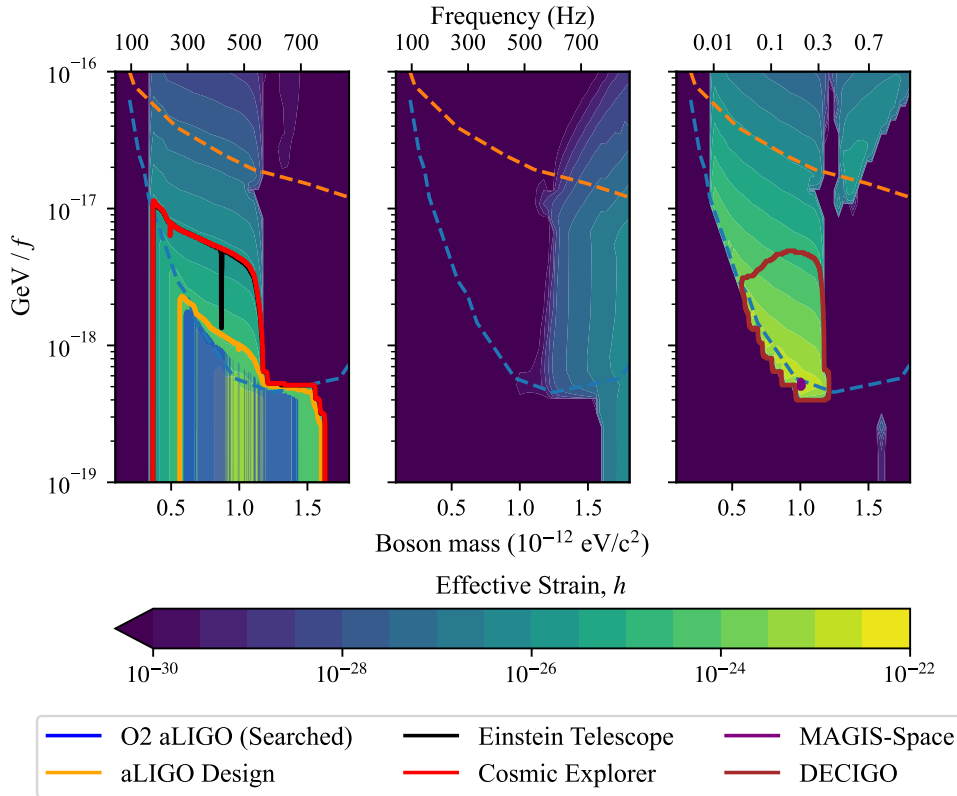 Frequency (Hz)
100 300 500 700
100 300 500 700
0.01 0.1 0.3 0.7
10⁻¹⁶
10⁻¹⁷
10⁻¹⁸
10⁻¹⁹
GeV / f
0.5 1.0 1.5
0.5 1.0 1.5
0.5 1.0 1.5
Boson mass (10⁻¹² eV/c²)
Effective Strain, h
10⁻³⁰ 10⁻²⁸ 10⁻²⁶ 10⁻²⁴ 10⁻²²
O2 aLIGO (Searched) Einstein Telescope MAGIS-Space
aLIGO Design Cosmic Explorer DECIGO